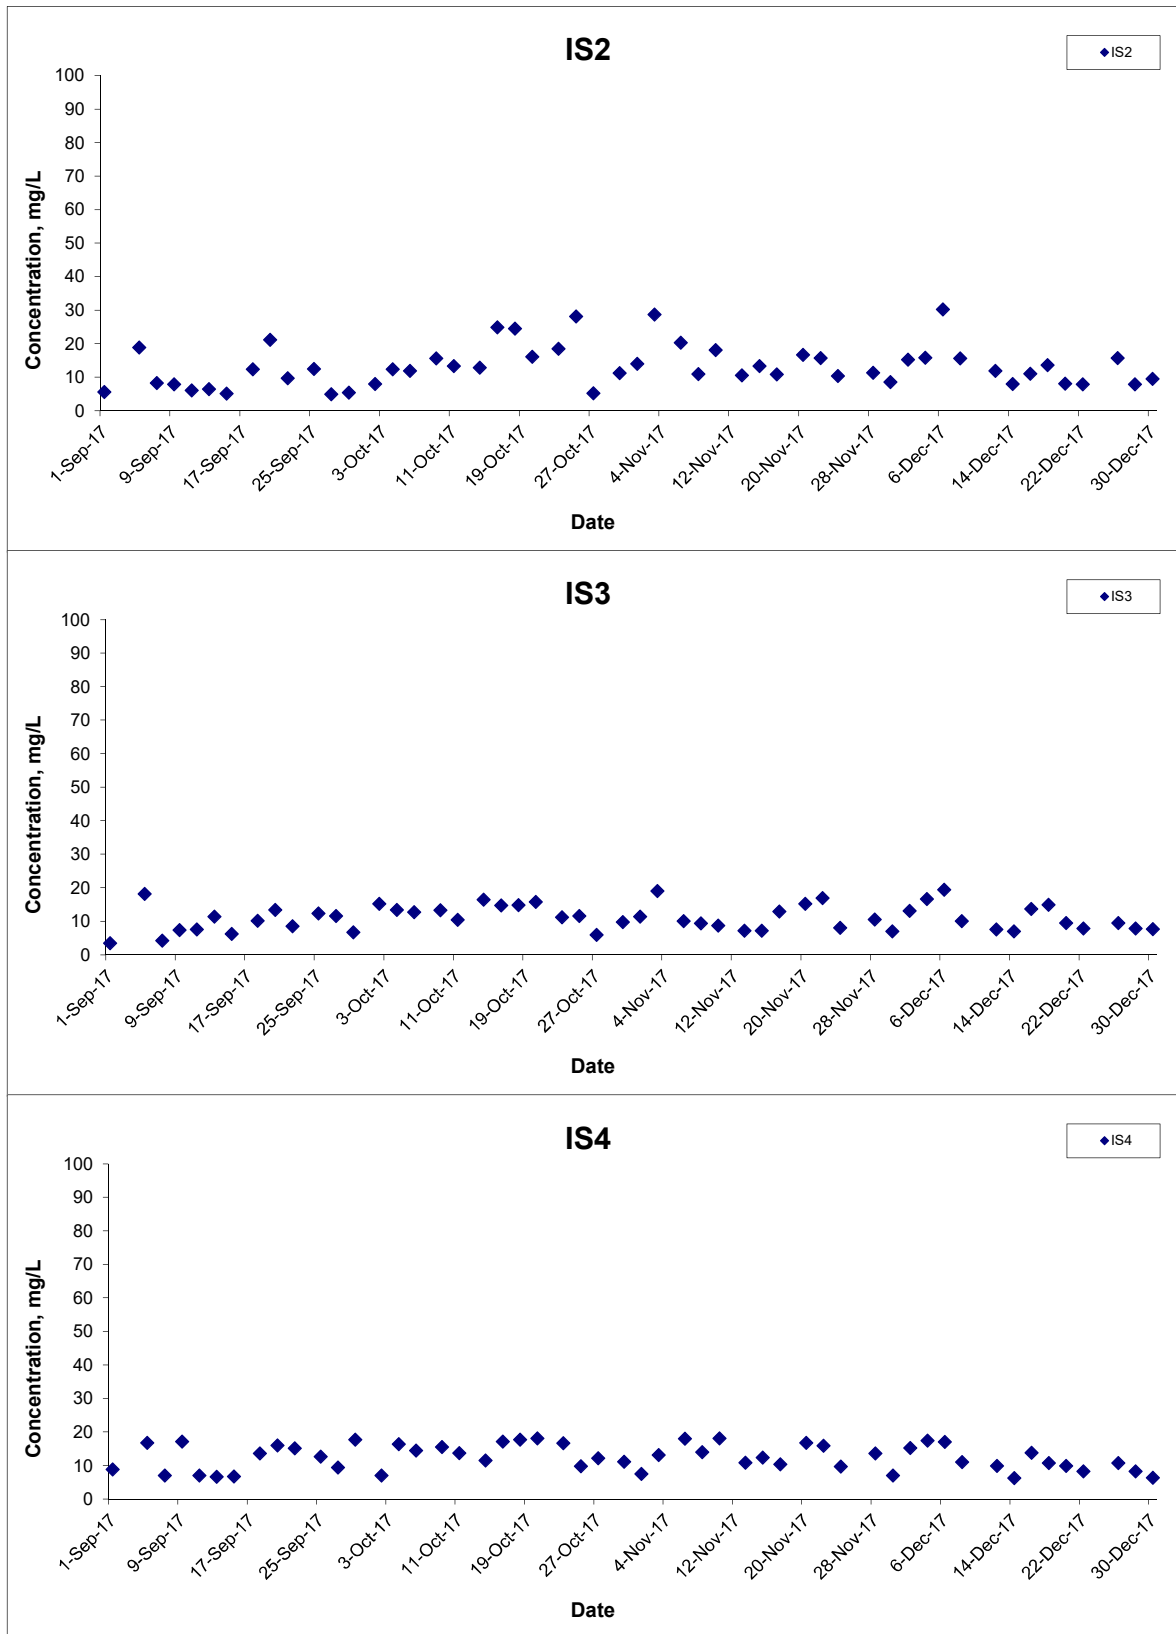 IS2
IS2
100
90
80
70
60
50
40
30
20
10
0
Concentration, mg/L
1-Sep-17
9-Sep-17
17-Sep-17
25-Sep-17
3-Oct-17
11-Oct-17
19-Oct-17
27-Oct-17
4-Nov-17
12-Nov-17
20-Nov-17
28-Nov-17
6-Dec-17
14-Dec-17
22-Dec-17
30-Dec-17
Date
IS3
IS3
100
90
80
70
60
50
40
30
20
10
0
Concentration, mg/L
1-Sep-17
9-Sep-17
17-Sep-17
25-Sep-17
3-Oct-17
11-Oct-17
19-Oct-17
27-Oct-17
4-Nov-17
12-Nov-17
20-Nov-17
28-Nov-17
6-Dec-17
14-Dec-17
22-Dec-17
30-Dec-17
Date
IS4
IS4
100
90
80
70
60
50
40
30
20
10
0
Concentration, mg/L
1-Sep-17
9-Sep-17
17-Sep-17
25-Sep-17
3-Oct-17
11-Oct-17
19-Oct-17
27-Oct-17
4-Nov-17
12-Nov-17
20-Nov-17
28-Nov-17
6-Dec-17
14-Dec-17
22-Dec-17
30-Dec-17
Date